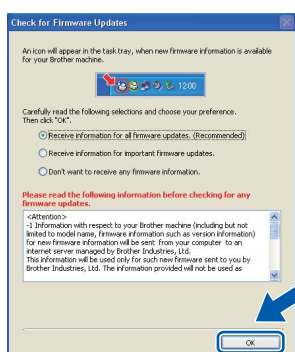 Check for Firmware Updates
An icon will appear in the task tray, when new firmware information is available
for your Brother machine.
1200
Carefully read the following selections and choose your preference.
Then click "OK".
Receive information for all firmware updates. (Recommended)
Receive information for important firmware updates.
Don't want to receive any firmware information.
Please read the following information before checking for any
firmware updates.
<Attention>
-1 Information with respect to your Brother machine (including but not
limited to model name, firmware information such as version information)
for new firmware information will be sent from your computer to an
internet server managed by Brother Industries, Ltd.
This information will be used only for such new firmware sent to you by
Brother Industries, Ltd. The information provided will not be used as
OK